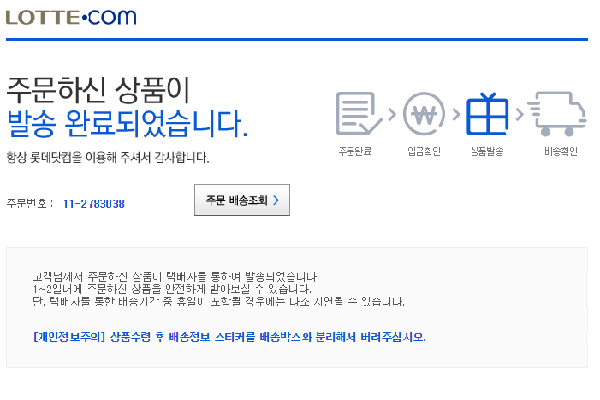 LOTTE•COM
주문하신 상품이
발송 완료되었습니다.
항상 롯데닷컴을 이용해 주셔서 감사합니다.
주문완료
입금확인
상품발송
배송확인
주문번호 : 11-2783038
주문 배송조회 >
고객님께서 주문하신 상품이 택배사를 통하여 발송되었습니다.
1~2일내에 주문하신 상품을 안전하게 받아보실 수 있습니다.
단, 택배사를 통한 배송기간 중 휴일이 포함될 경우에는 다소 지연될 수 있습니다.
[개인정보주의] 상품수령 후 배송정보 스티커를 배송박스와 분리해서 버려주십시오.